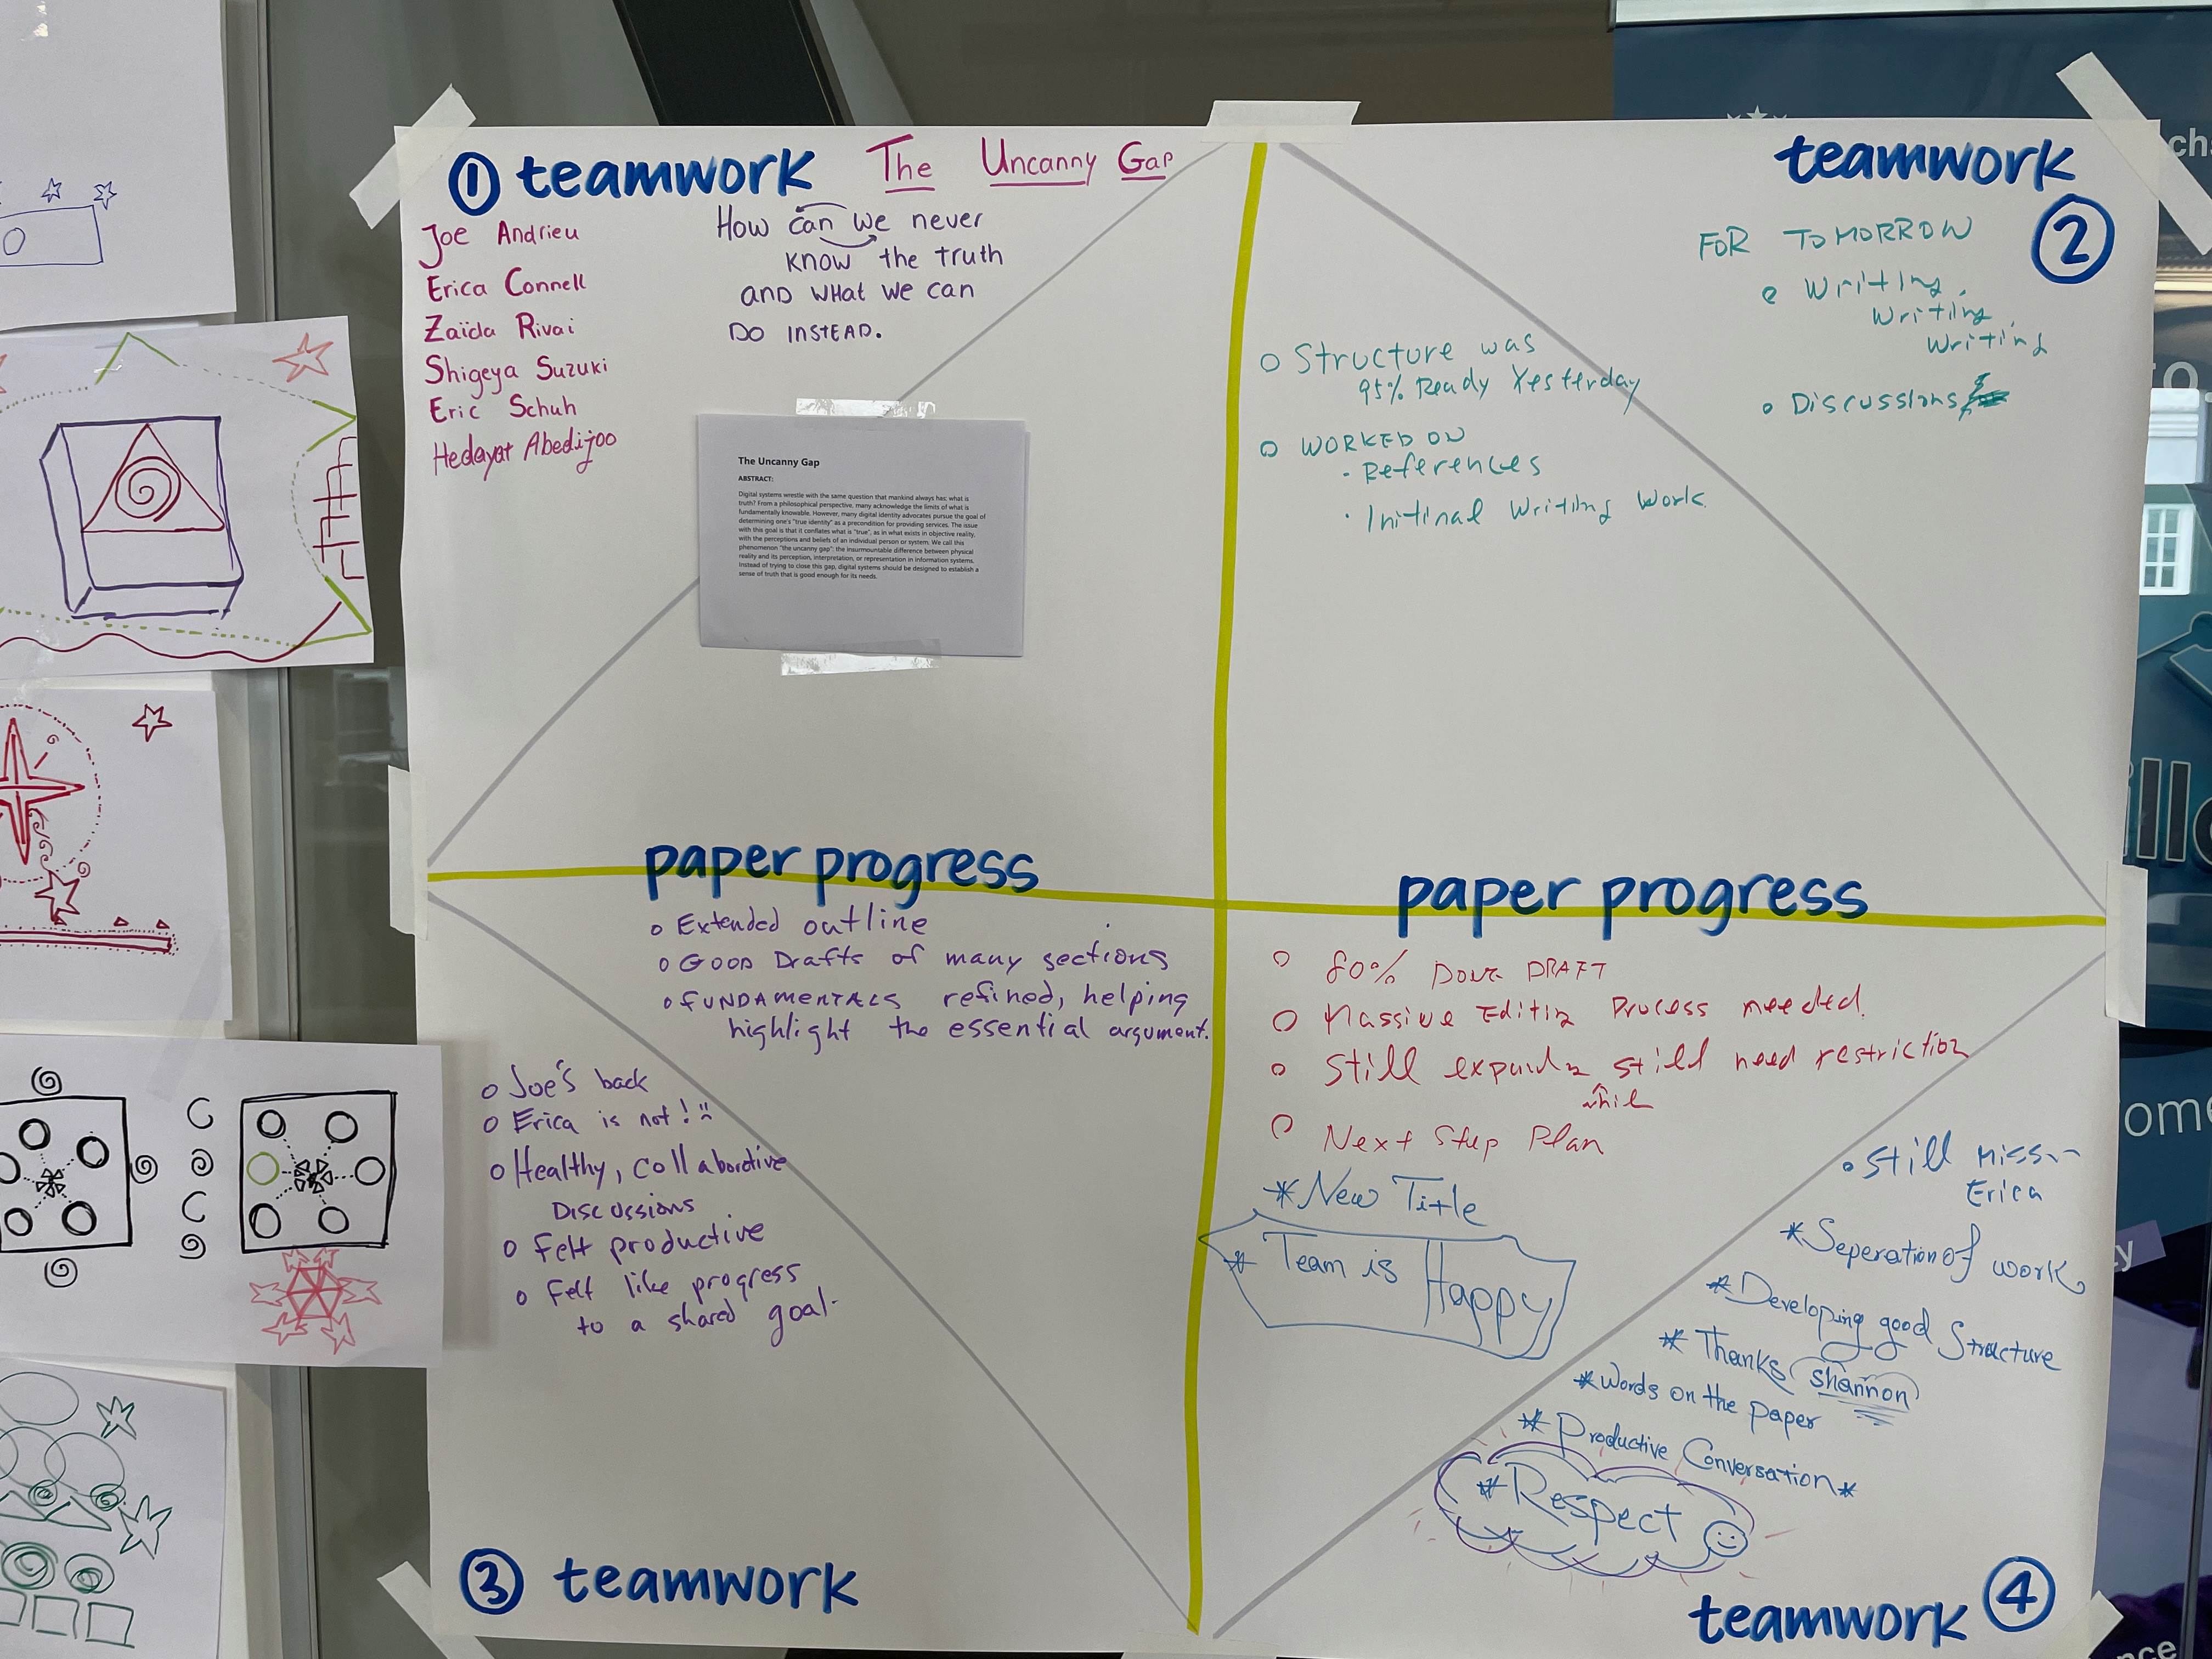 ① teamwork
The Uncanny Gap
Joe Andrieu
Erica Connell
Zaïda Rivai
Shigeya Suzuki
Eric Schuh
Hedayat Abedijoo
How can we never
know the truth
and what we can
do instead.
The Uncanny Gap
ABSTRACT:
Digital systems wrestle with the same question that mankind always has: what is
truth? From a philosophical perspective, many acknowledge the limits of what is
fundamentally knowable. However, many digital identity advocates pursue the goal of
determining one's "true identity" as a precondition for providing services. The issue
with this goal is that it conflates what is "true", as in what exists in objective reality,
with the perceptions and beliefs of an individual person or system. We call this
phenomenon "the uncanny gap": the insurmountable difference between physical
reality and its perception, interpretation, or representation in information systems.
Instead of trying to close this gap, digital systems should be designed to establish a
sense of truth that is good enough for its needs.
paper progress
teamwork
②
FOR TOMORROW
Writing,
Writing,
Writing
Discussions
Structure was
95% Ready Yesterday
WORKED ON
· References
· Initinal Writing Work
paper progress
Extended outline
Good Drafts of many sections
FUNDAMENTALS refined, helping
highlight the essential argument.
Joe's back
Erica is not!
Healthy, collabordive
Discussions
Felt productive
Felt like progress
to a shared goal.
③ teamwork
80% Done DRAFT
Massive Editing Process needed.
Still expanding still need restriction
while
Next Step Plan
* New Title
* Team is Happy
• Still Missing
Erica
* Seperation of work
* Developing good Structure
* Thanks shannon
* Words on the paper
* Productive Conversation *
* Respect
teamwork ④
ch
to
ille
ome
y
nce